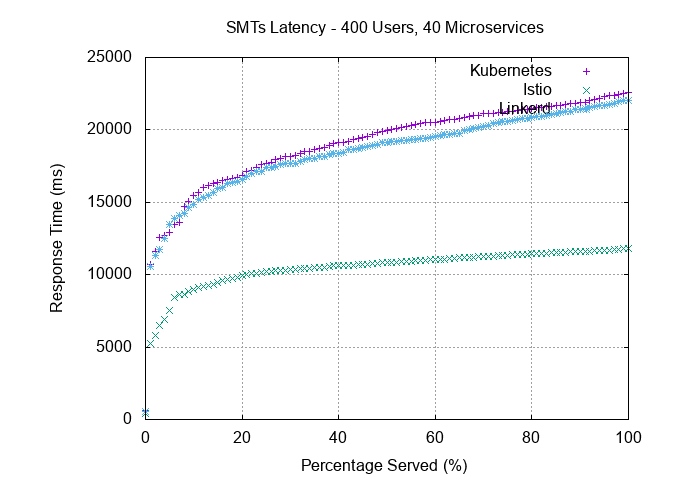 SMTs Latency - 400 Users, 40 Microservices
25000
20000
15000
10000
5000
0
Response Time (ms)
Kubernetes
Istio
Linkerd
0 20 40 60 80 100
Percentage Served (%)